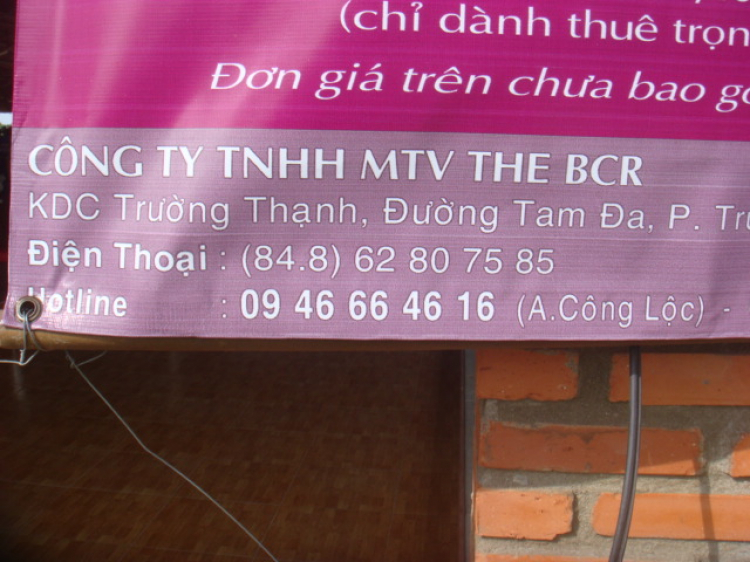 (chỉ dành thuê trọn
Đơn giá trên chưa bao
CÔNG TY TNHH MTV THE BCR
KDC Trường Thạnh, Đường Tam Đa, P.
Điện Thoại : (84.8) 62 80 75 85
Hotline : 09 46 66 46 16 (A.Công Lộc) -